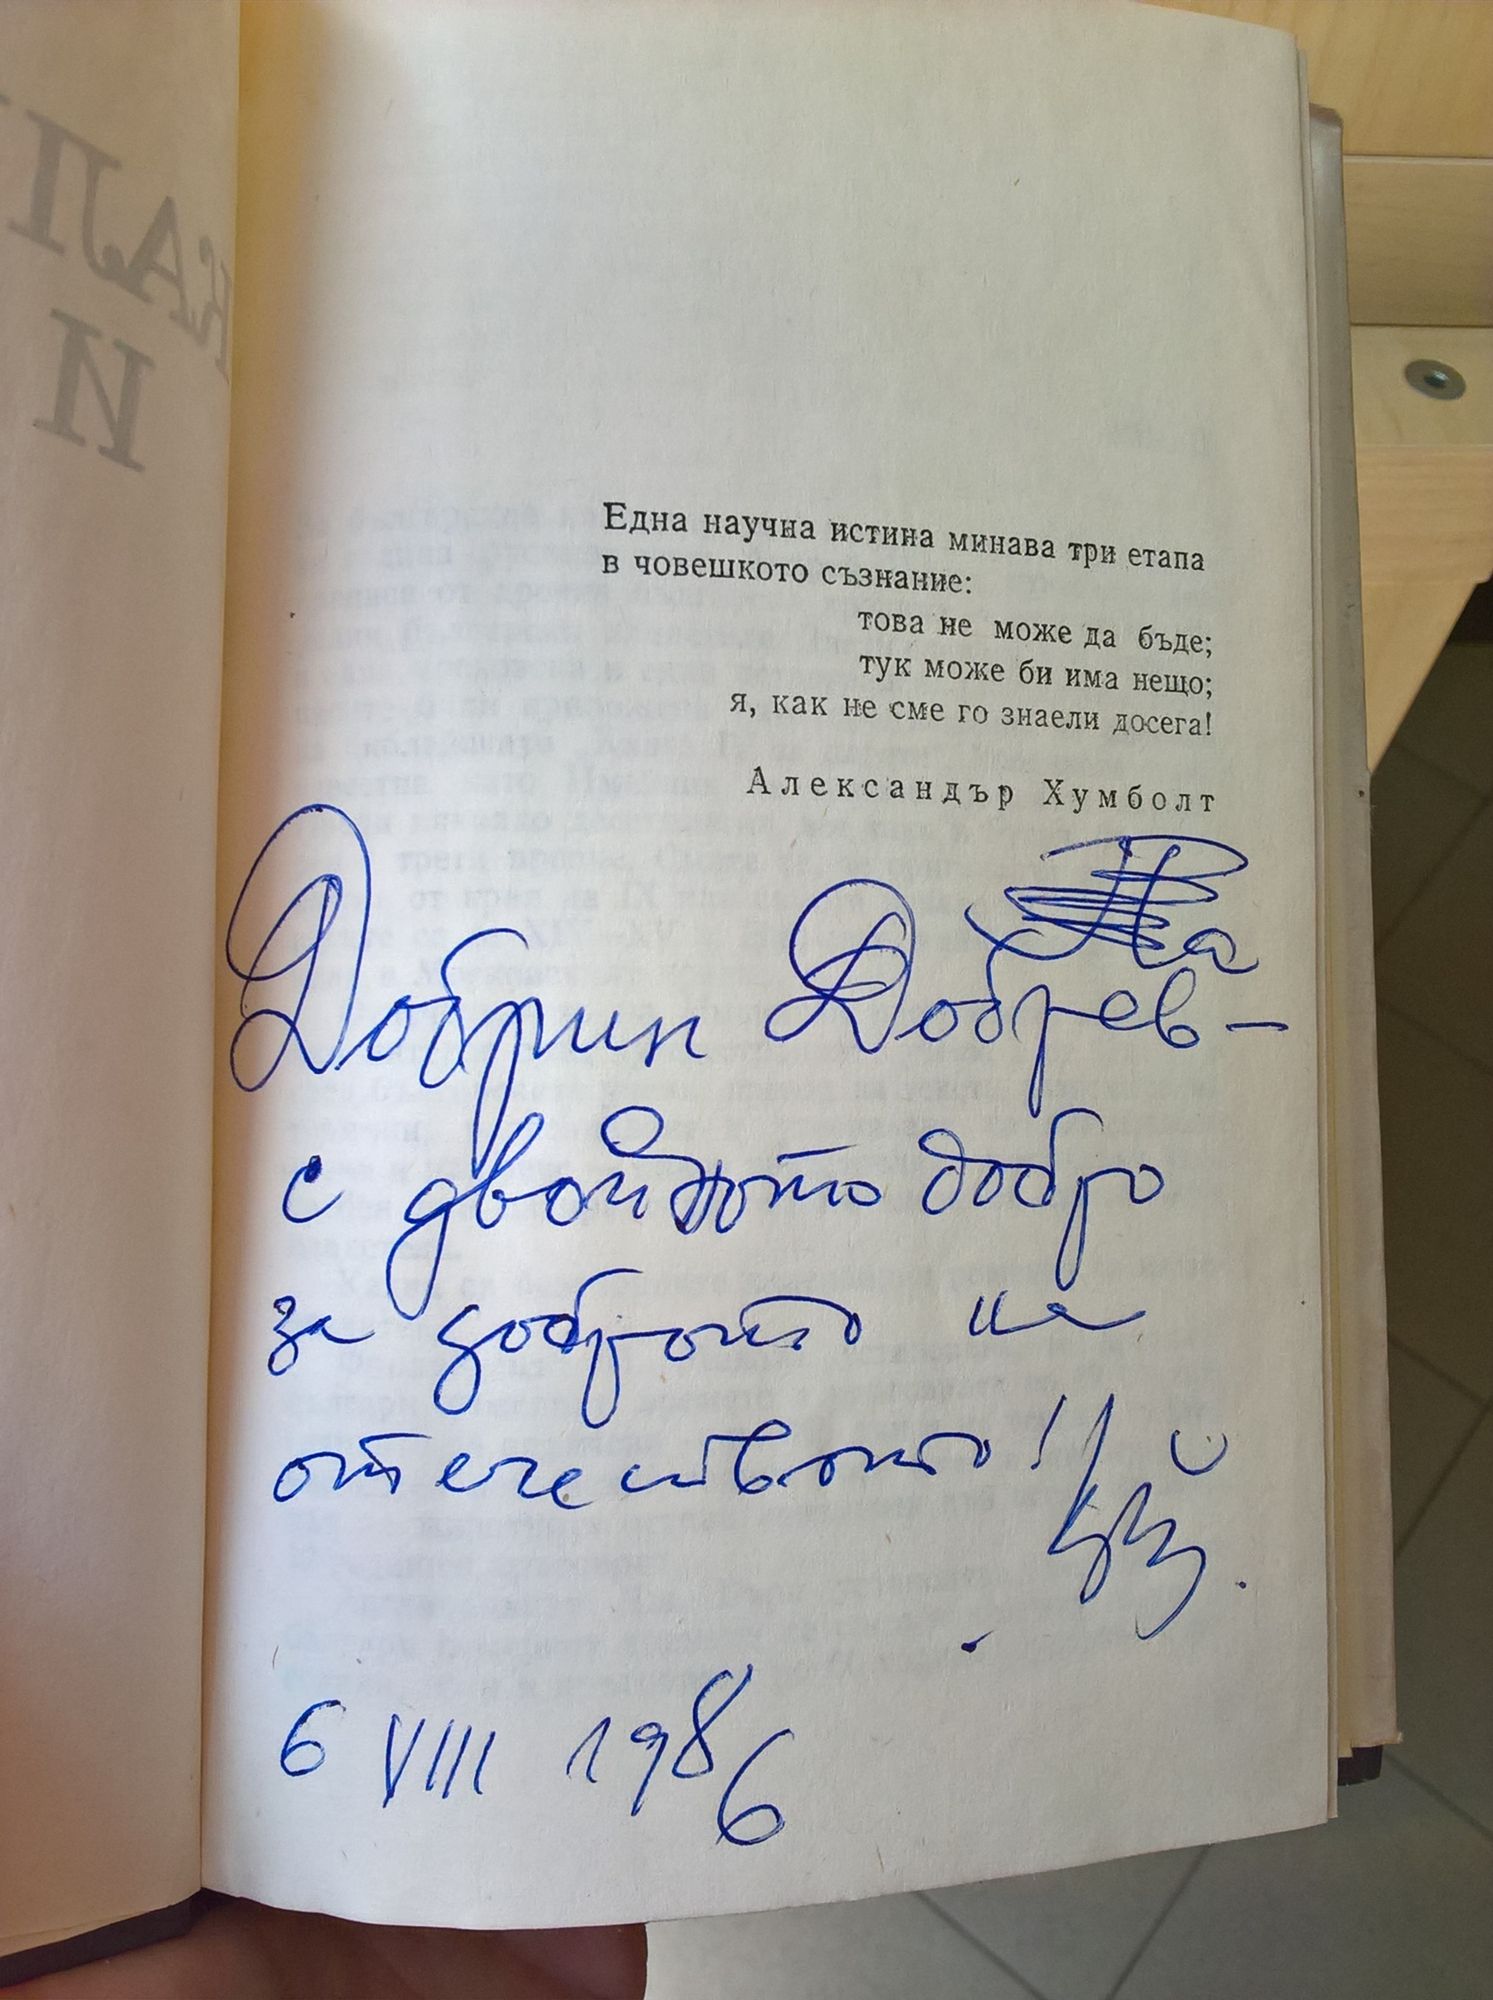 Една научна истина минава три етапа
в човешкото съзнание:
това не може да бъде;
тук може би има нещо;
я, как не сме го знаели досега!
Александър Хумболт
На
Добрин Добрев –
с двойното добро
за доброто на
отечеството!
6 VIII 1986
КАЛ
И